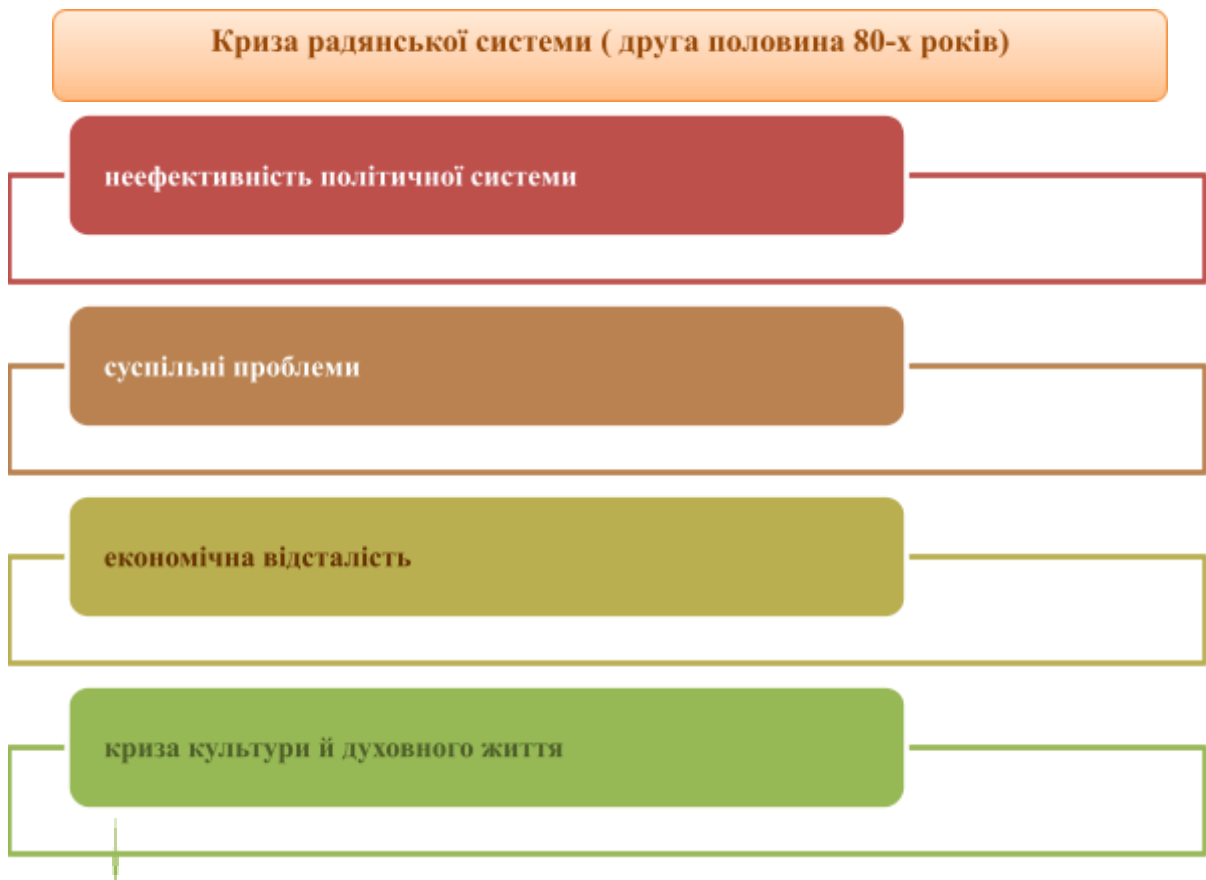 Криза радянської системи ( друга половина 80-х років)
неефективність політичної системи
суспільні проблеми
економічна відсталість
криза культури й духовного життя